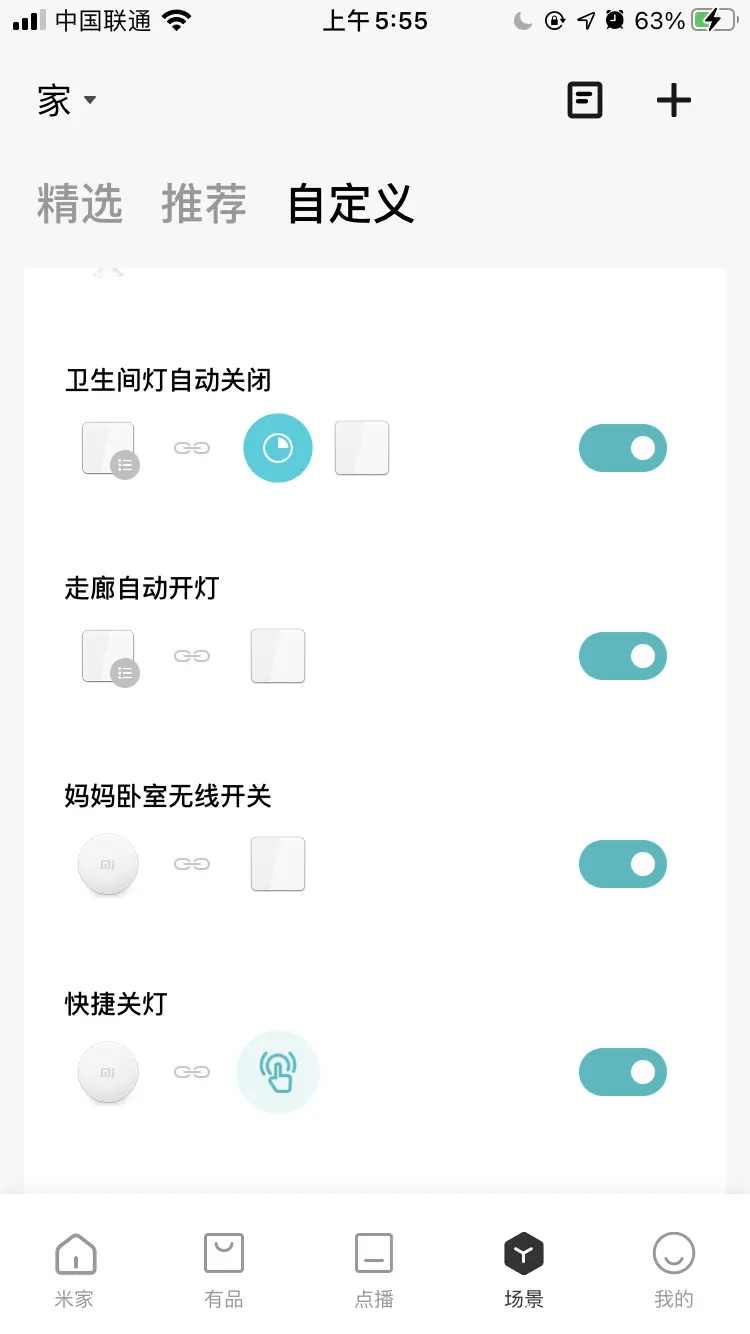 中国联通 上午5:55 63%
家
精选 推荐 自定义
卫生间灯自动关闭
走廊自动开灯
妈妈卧室无线开关
快捷关灯
米家 有品 点播 场景 我的